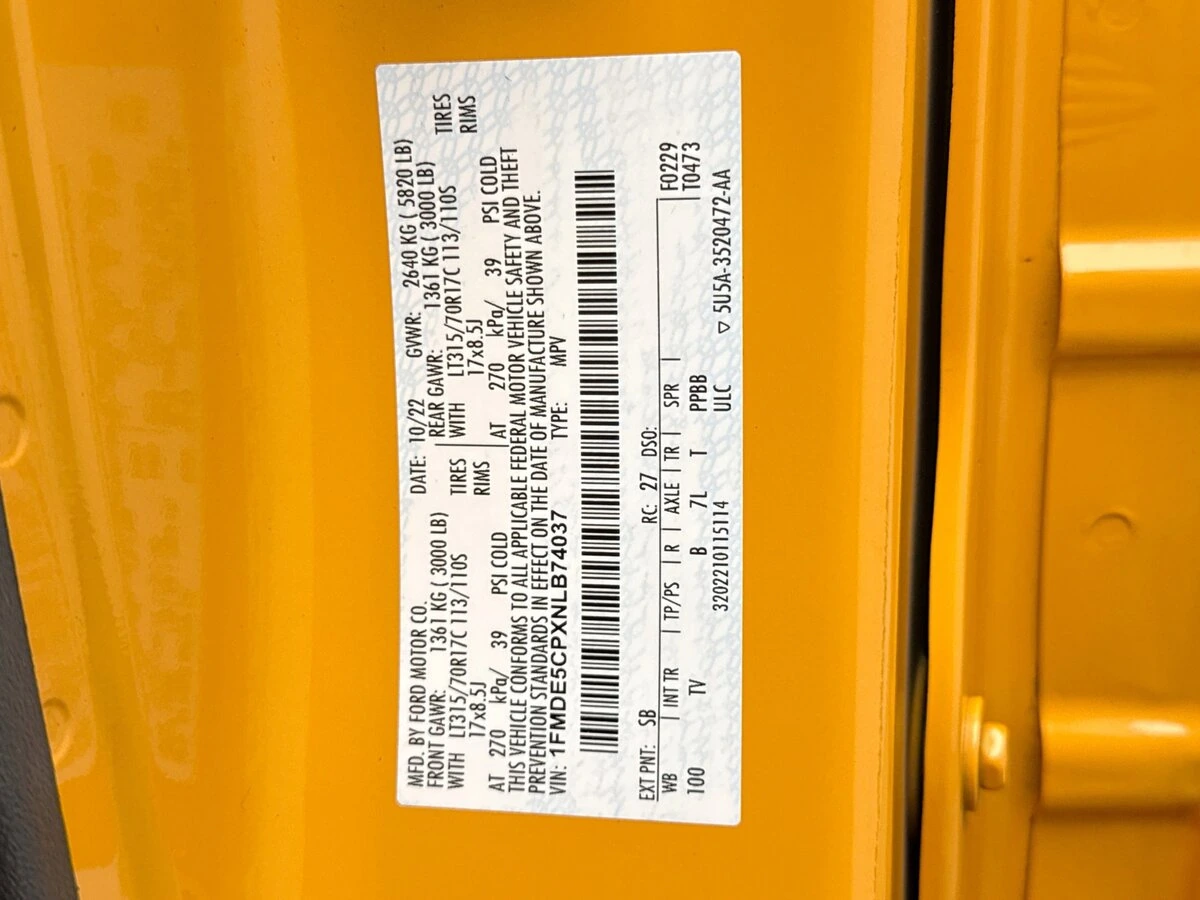 MFD. BY FORD MOTOR CO. DATE: 10/22 GVWR: 2640 KG ( 5820 LB)
FRONT GAWR: 1361 KG ( 3000 LB) REAR GAWR: 1361 KG ( 3000 LB)
WITH LT315/70R17C 113/110S TIRES WITH LT315/70R17C 113/110S TIRES
17x8.5J RIMS 17x8.5J RIMS
AT 270 kPa/ 39 PSI COLD AT 270 kPa/ 39 PSI COLD
THIS VEHICLE CONFORMS TO ALL APPLICABLE FEDERAL MOTOR VEHICLE SAFETY AND THEFT
PREVENTION STANDARDS IN EFFECT ON THE DATE OF MANUFACTURE SHOWN ABOVE.
VIN: 1FMDE5CPXNLB74037 TYPE: MPV
EXT PNT: SB RC: 27 DSO:
WB | INT TR | TP/PS | R | AXLE | TR | SPR | F0229
100 TV B 7L T PPBB T0473
ULC
320221011 5114 ▽ 5U5A-3520472-AA